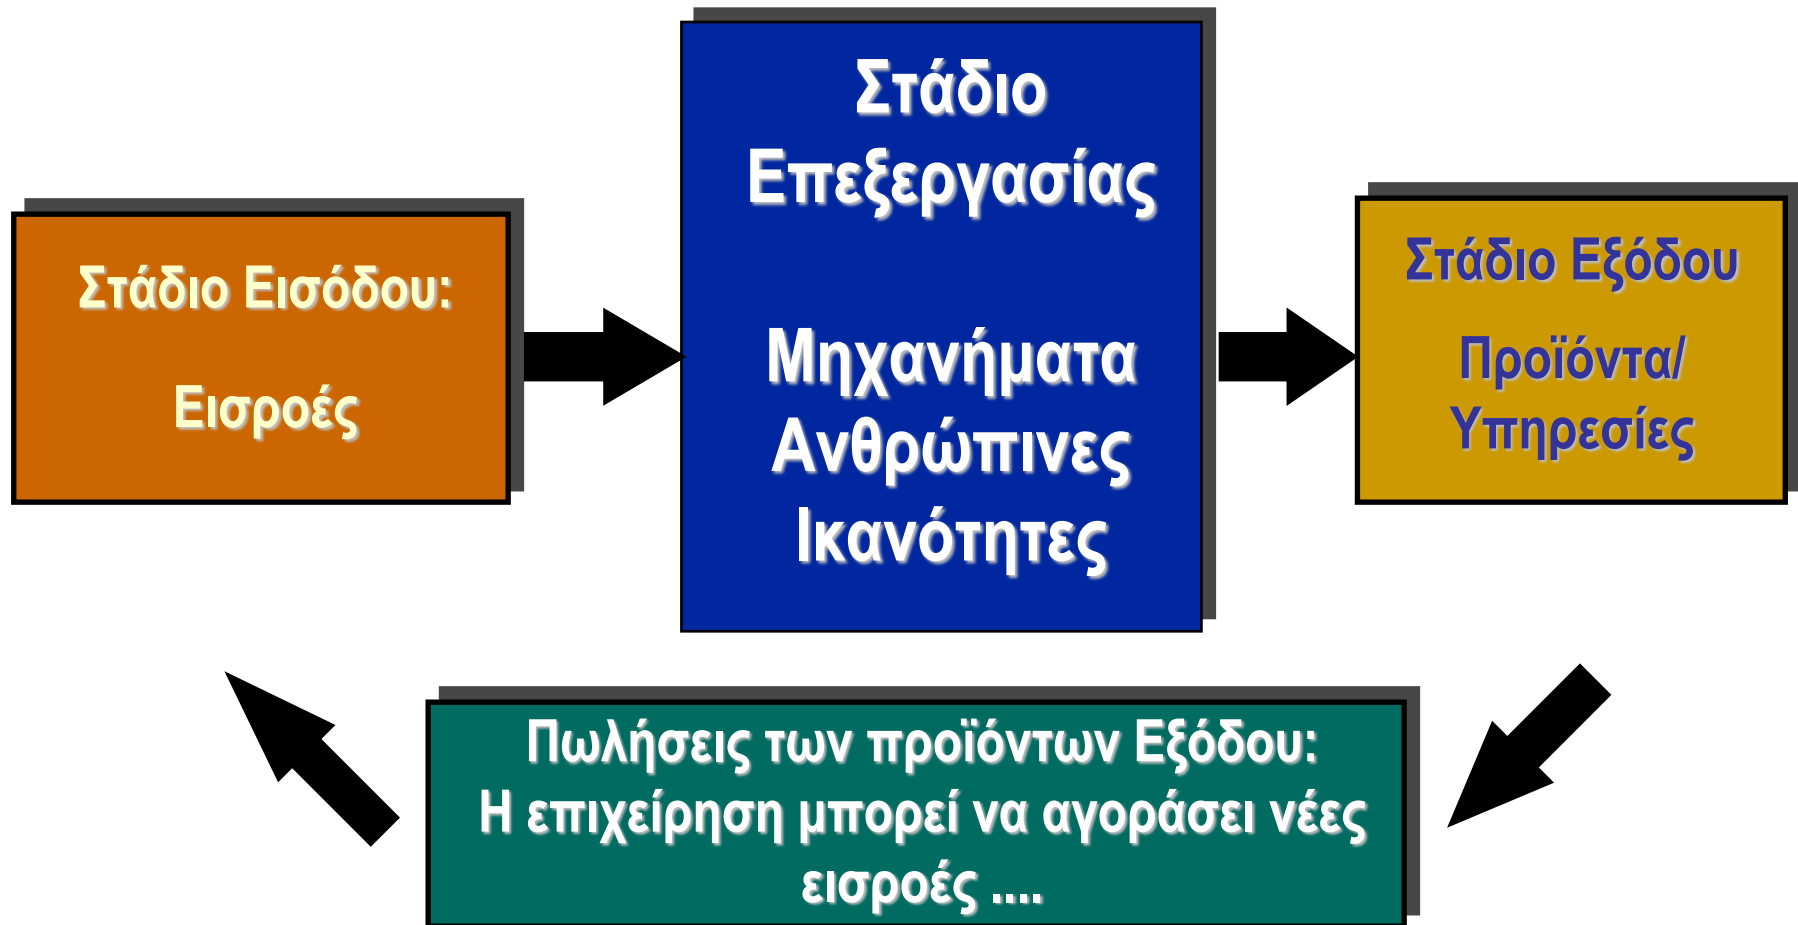 Στάδιο Εισόδου:
Εισροές
Στάδιο
Επεξεργασίας
Μηχανήματα
Ανθρώπινες
Ικανότητες
Στάδιο Εξόδου
Προϊόντα/
Υπηρεσίες
Πωλήσεις των προϊόντων Εξόδου:
Η επιχείρηση μπορεί να αγοράσει νέες
εισροές ....